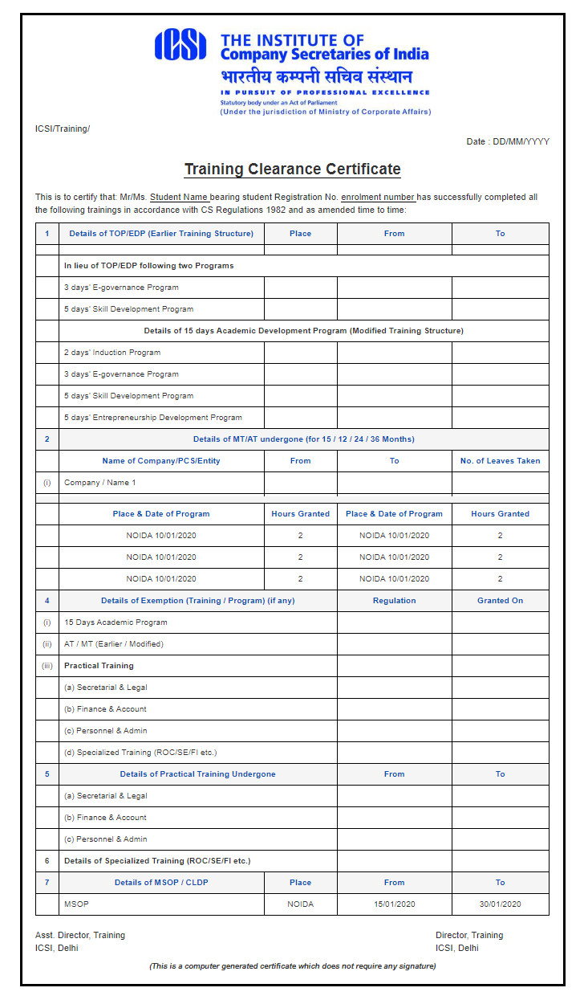 ICSI
THE INSTITUTE OF
Company Secretaries of India
भारतीय कम्पनी सचिव संस्थान
IN PURSUIT OF PROFESSIONAL EXCELLENCE
Statutory body under an Act of Parliament
(Under the jurisdiction of Ministry of Corporate Affairs)
ICSI/Training/
Date : DD/MM/YYYY
Training Clearance Certificate
This is to certify that: Mr/Ms. Student Name bearing student Registration No. enrolment number has successfully completed all
the following trainings in accordance with CS Regulations 1982 and as amended time to time:
1 Details of TOP/EDP (Earlier Training Structure) Place From To
In lieu of TOP/EDP following two Programs
3 days' E-governance Program
5 days' Skill Development Program
Details of 15 days Academic Development Program (Modified Training Structure)
2 days' Induction Program
3 days' E-governance Program
5 days' Skill Development Program
5 days' Entrepreneurship Development Program
2 Details of MT/AT undergone (for 15 / 12 / 24 / 36 Months)
Name of Company/PCS/Entity From To No. of Leaves Taken
(i) Company / Name 1
Place & Date of Program Hours Granted Place & Date of Program Hours Granted
NOIDA 10/01/2020 2 NOIDA 10/01/2020 2
NOIDA 10/01/2020 2 NOIDA 10/01/2020 2
NOIDA 10/01/2020 2 NOIDA 10/01/2020 2
4 Details of Exemption (Training / Program) (if any) Regulation Granted On
(i) 15 Days Academic Program
(ii) AT / MT (Earlier / Modified)
(iii) Practical Training
(a) Secretarial & Legal
(b) Finance & Account
(c) Personnel & Admin
(d) Specialized Training (ROC/SE/FI etc.)
5 Details of Practical Training Undergone From To
(a) Secretarial & Legal
(b) Finance & Account
(c) Personnel & Admin
6 Details of Specialized Training (ROC/SE/FI etc.)
7 Details of MSOP / CLDP Place From To
MSOP NOIDA 15/01/2020 30/01/2020
Asst. Director, Training Director, Training
ICSI, Delhi ICSI, Delhi
(This is a computer generated certificate which does not require any signature)